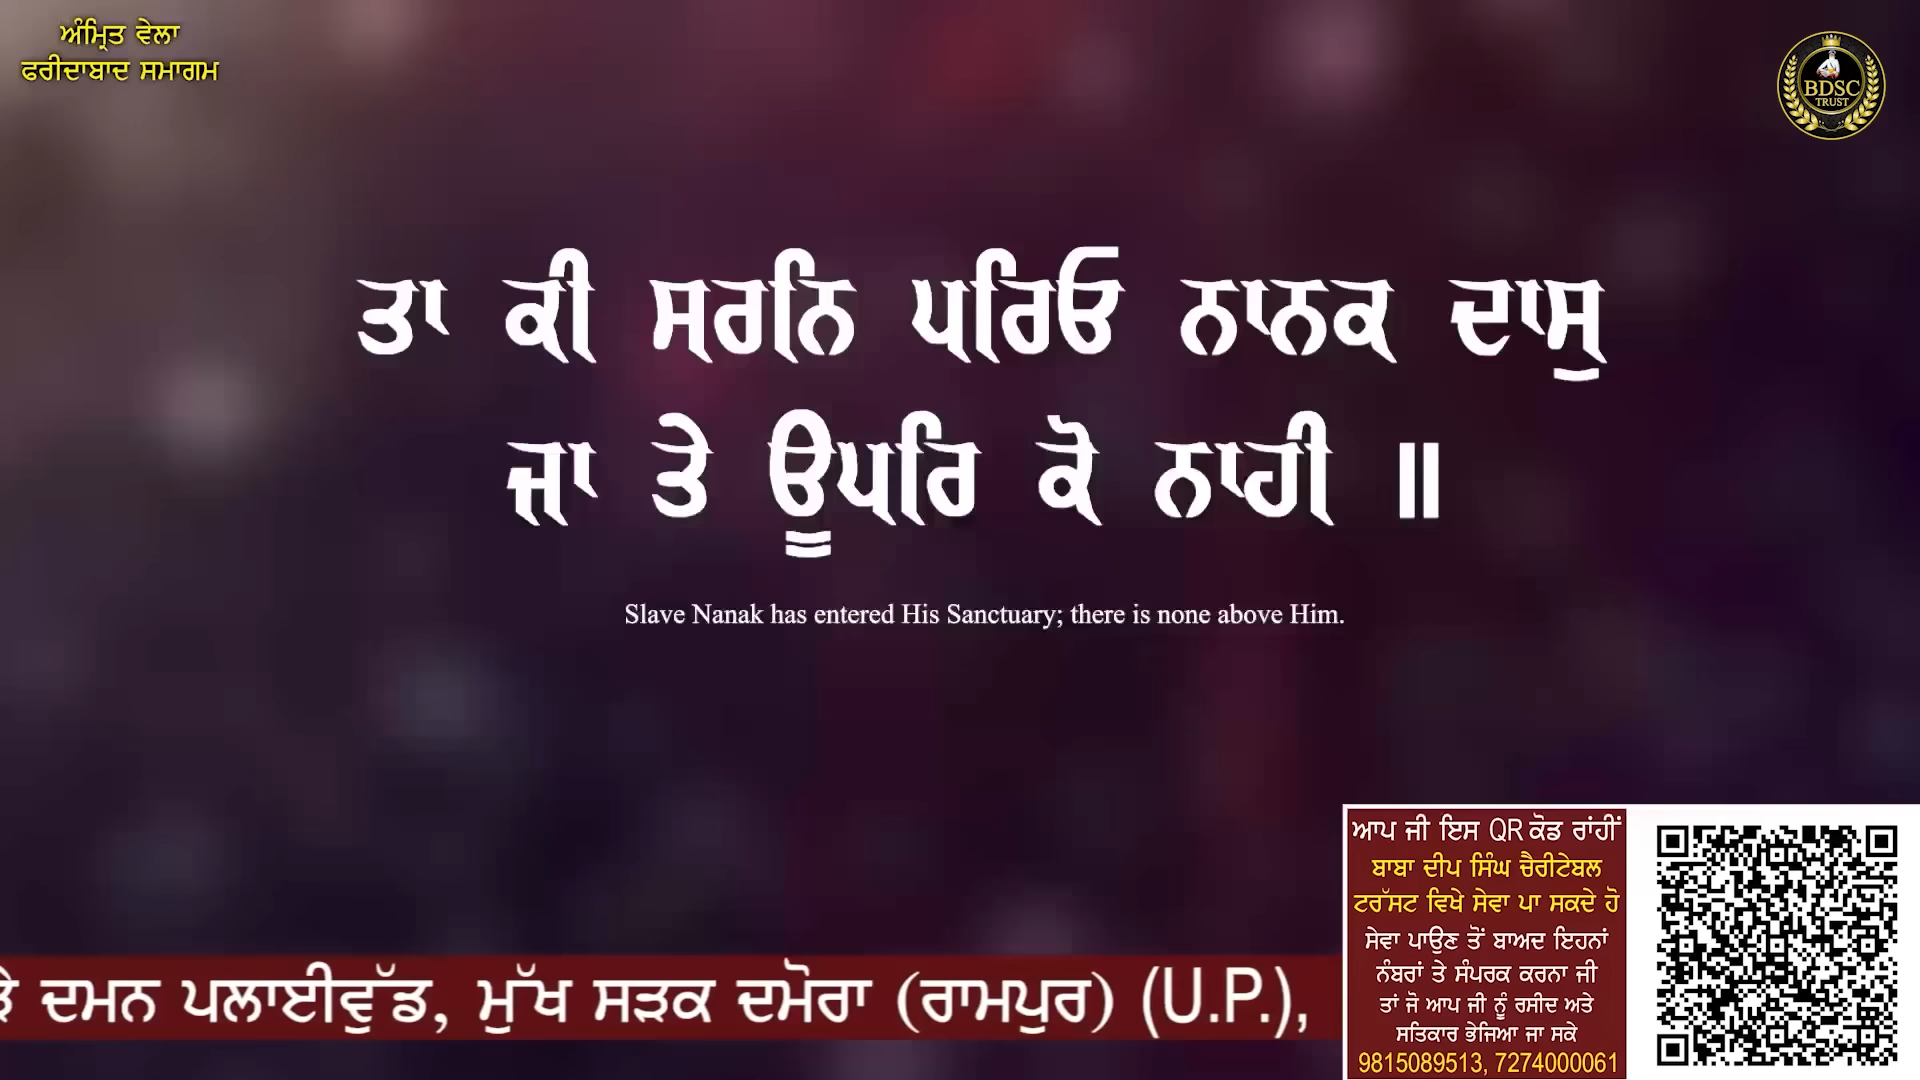 ਅੰਮ੍ਰਿਤ ਵੇਲਾ
ਫਰੀਦਾਬਾਦ ਸਮਾਗਮ
BDSC
TRUST
ਤਾ ਕੀ ਸਰਨਿ ਪਰਿਓ ਨਾਨਕ ਦਾਸੁ
ਜਾ ਤੇ ਊਪਰਿ ਕੋ ਨਾਹੀ ॥
Slave Nanak has entered His Sanctuary; there is none above Him.
ਦਮਨ ਪਲਾਈਵੁੱਡ, ਮੁੱਖ ਸੜਕ ਦਮੋਰਾ (ਰਾਮਪੁਰ) (U.P.),
ਆਪ ਜੀ ਇਸ QR ਕੋਡ ਰਾਂਹੀਂ
ਬਾਬਾ ਦੀਪ ਸਿੰਘ ਚੈਰੀਟੇਬਲ
ਟਰੱਸਟ ਵਿਖੇ ਸੇਵਾ ਪਾ ਸਕਦੇ ਹੋ
ਸੇਵਾ ਪਾਉਣ ਤੋਂ ਬਾਅਦ ਇਹਨਾਂ
ਨੰਬਰਾਂ ਤੇ ਸੰਪਰਕ ਕਰਨਾ ਜੀ
ਤਾਂ ਜੋ ਆਪ ਜੀ ਨੂੰ ਰਸੀਦ ਅਤੇ
ਸਤਿਕਾਰ ਭੇਜਿਆ ਜਾ ਸਕੇ
9815089513, 7274000061